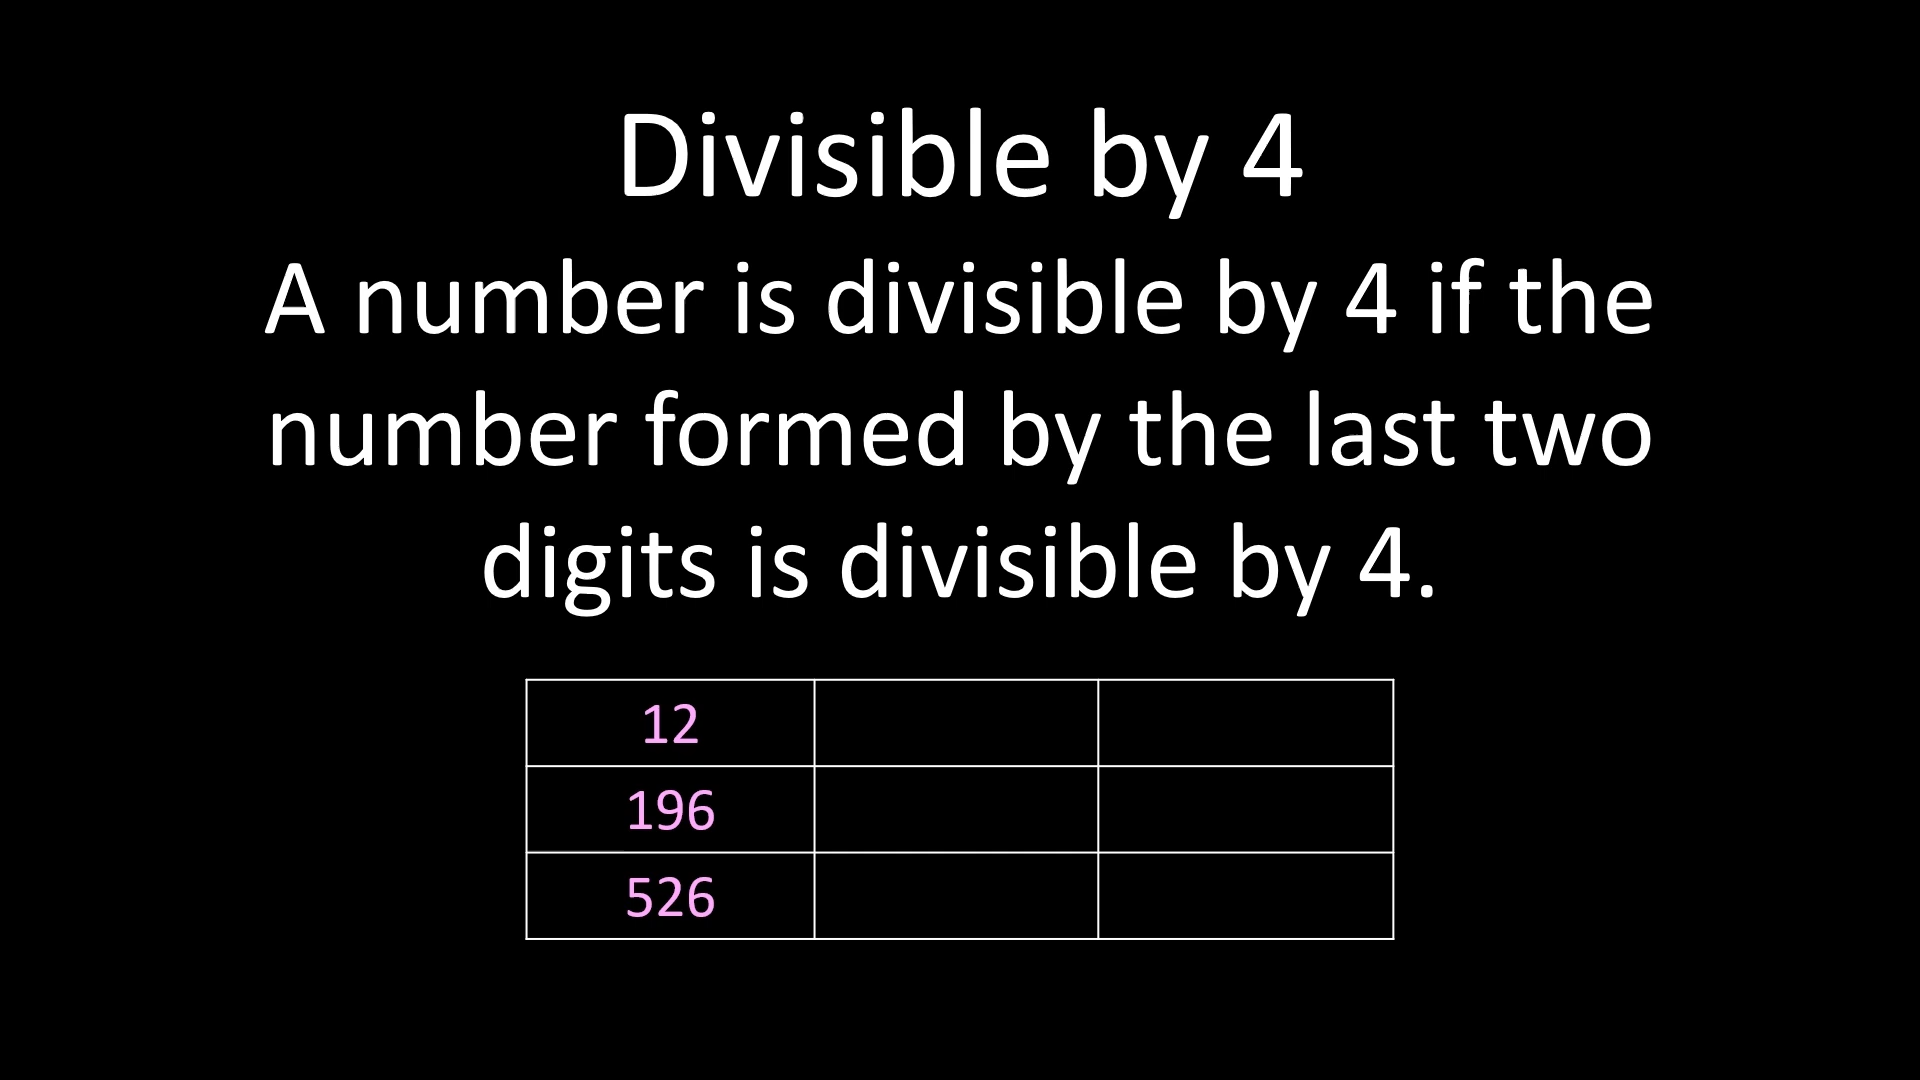 Divisible by 4
A number is divisible by 4 if the
number formed by the last two
digits is divisible by 4.
12
196
526